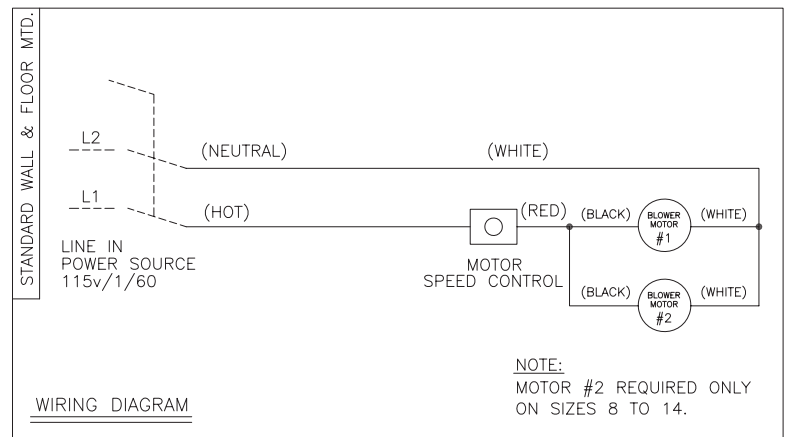 STANDARD WALL & FLOOR MTD.
L2
(NEUTRAL)
(WHITE)
L1
(HOT)
(RED)
(BLACK)
BLOWER
MOTOR
#1
(WHITE)
LINE IN
POWER SOURCE
115v/1/60
MOTOR
SPEED CONTROL
(BLACK)
BLOWER
MOTOR
#2
(WHITE)
NOTE:
MOTOR #2 REQUIRED ONLY
ON SIZES 8 TO 14.
WIRING DIAGRAM